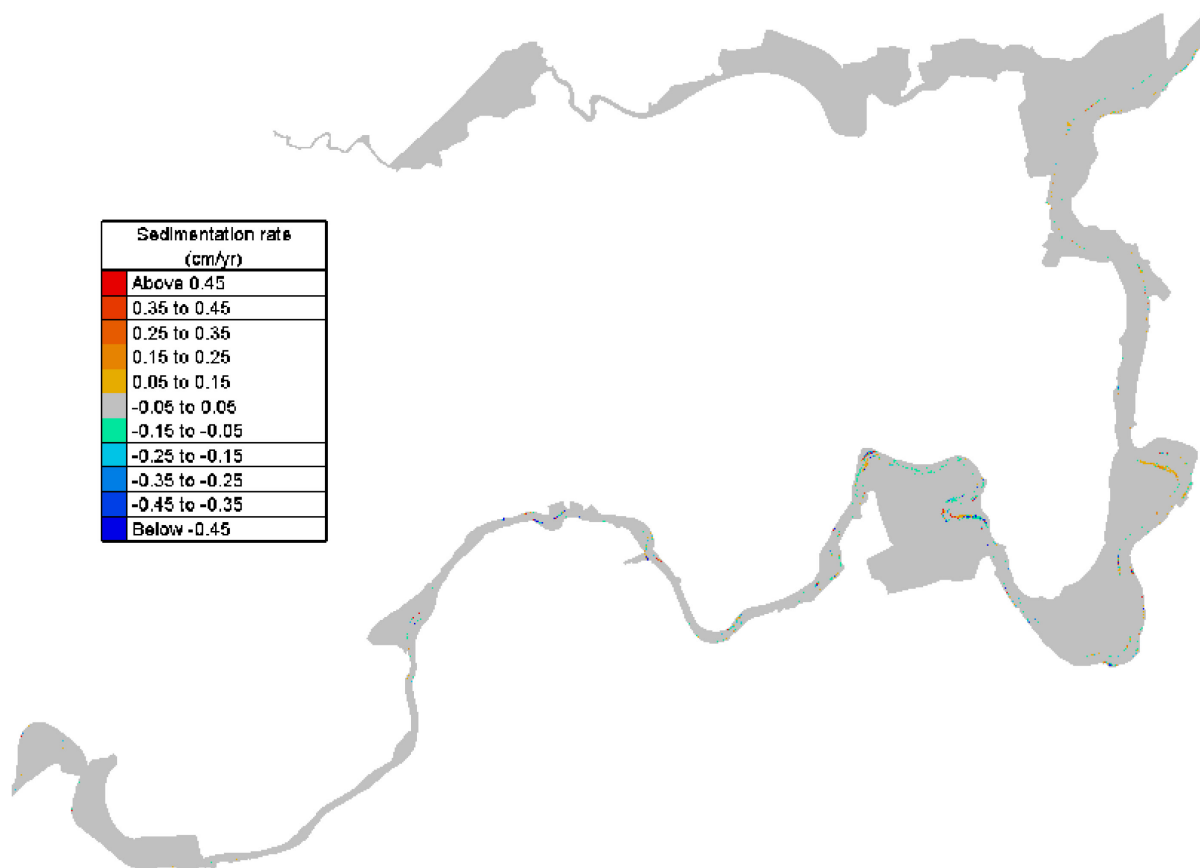 Sedimentation rate
(cm/yr)
Above 0.45
0.35 to 0.45
0.25 to 0.35
0.15 to 0.25
0.05 to 0.15
-0.05 to 0.05
-0.15 to -0.05
-0.25 to -0.15
-0.35 to -0.25
-0.45 to -0.35
Below -0.45